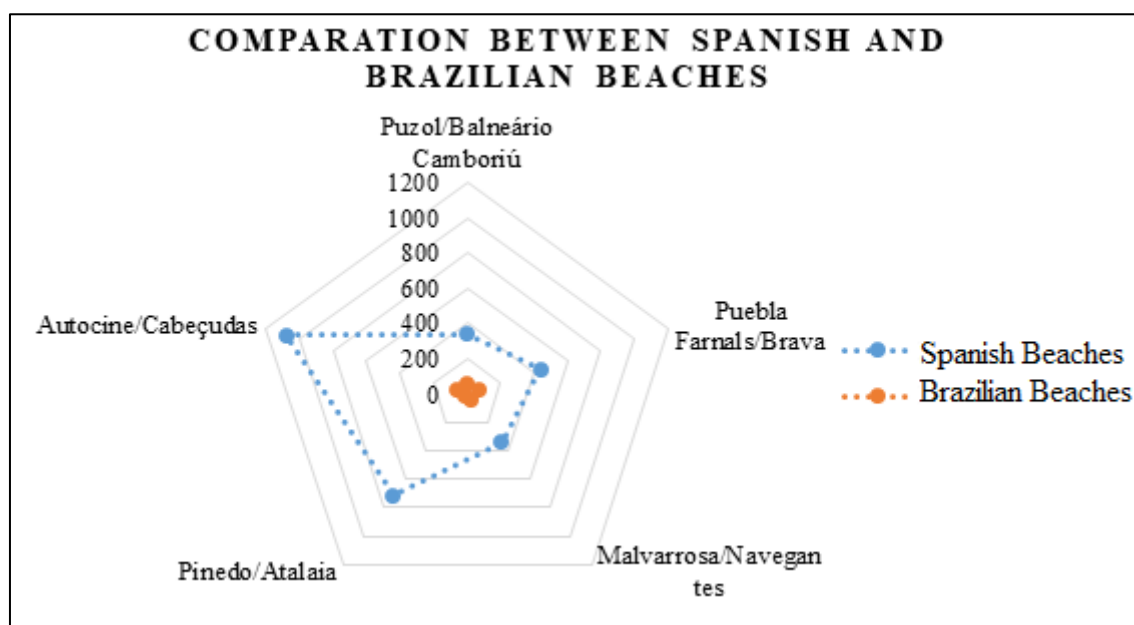 COMPARATION BETWEEN SPANISH AND
BRAZILIAN BEACHES
Puzol/Balneário
Camboriú
1200
1000
800
600
400
200
0
Puebla
Farnals/Brava
Malvarrosa/Navegan
tes
Pinedo/Atalaia
Autocine/Cabeçudas
Spanish Beaches
Brazilian Beaches